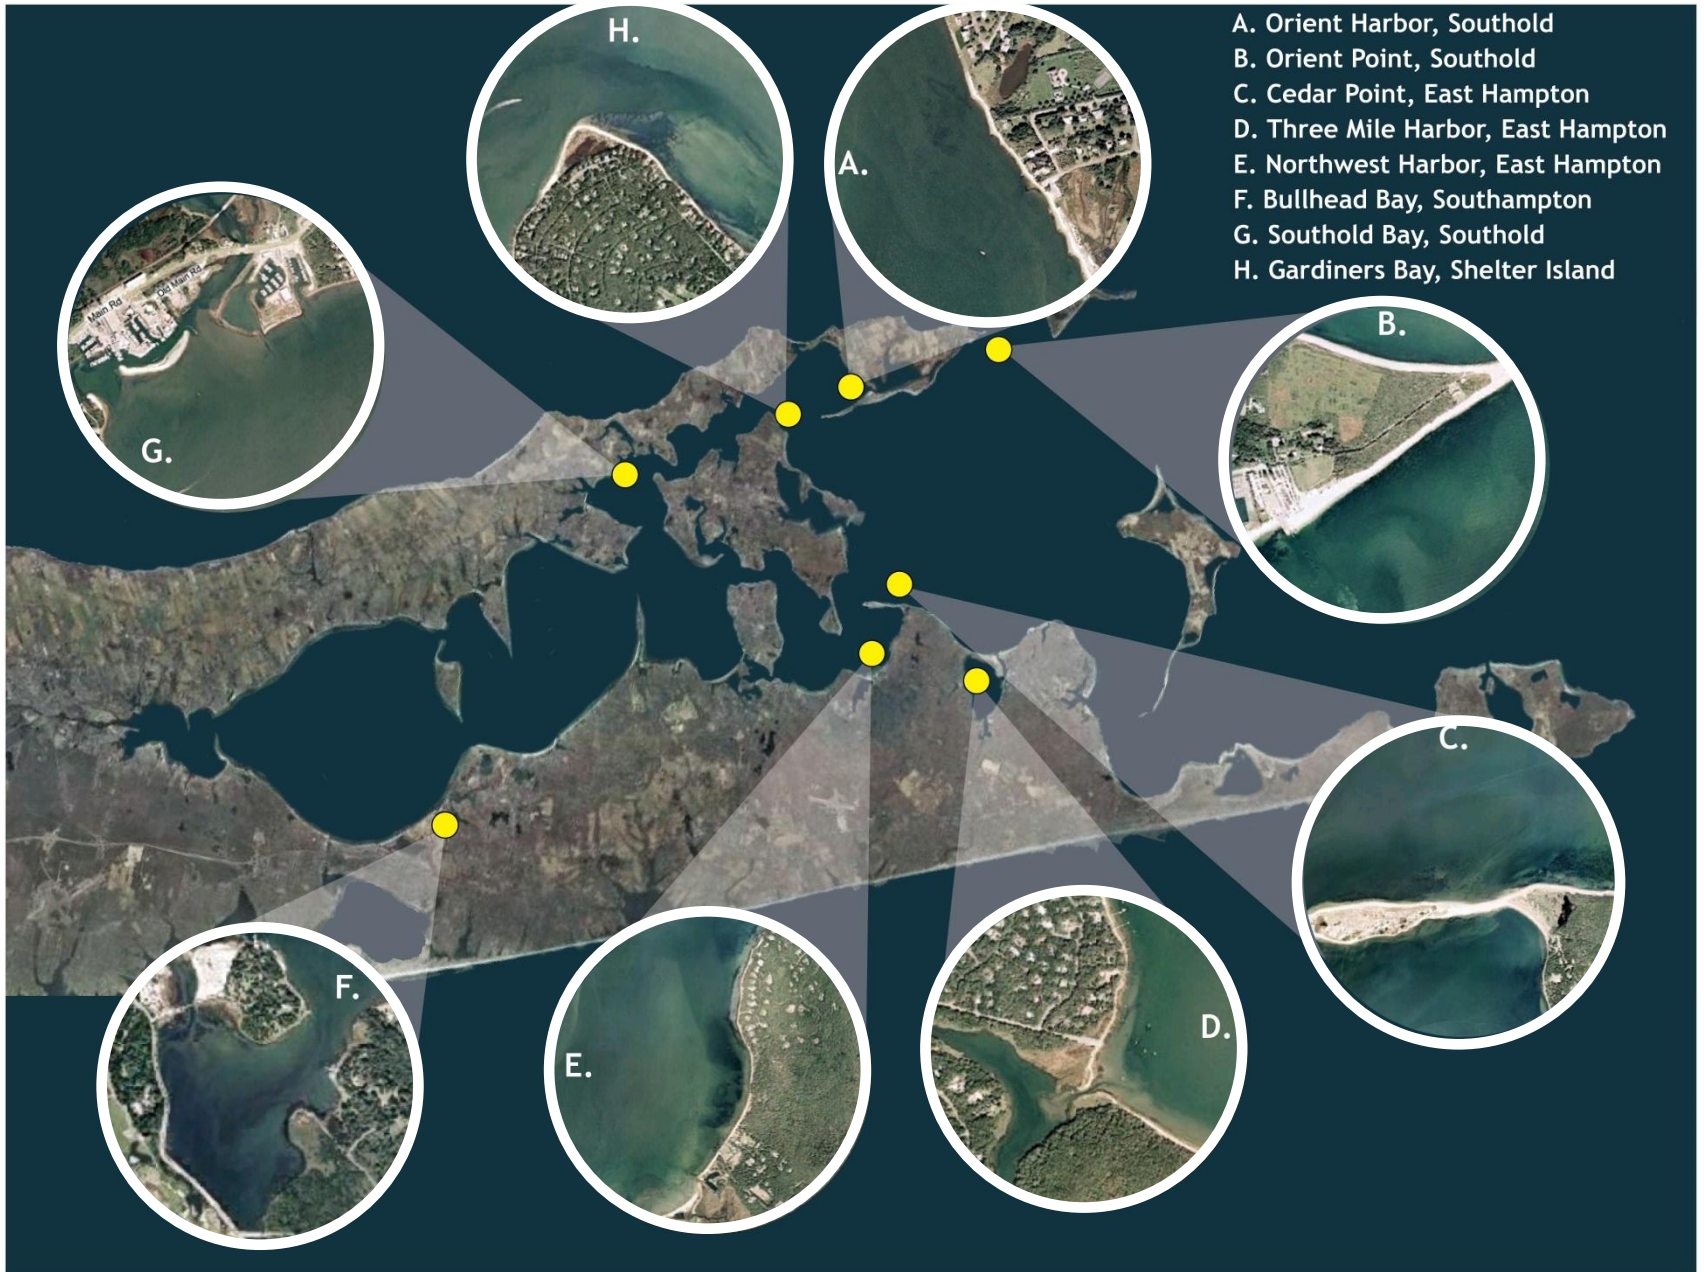 H.
A.
A. Orient Harbor, Southold
B. Orient Point, Southold
C. Cedar Point, East Hampton
D. Three Mile Harbor, East Hampton
E. Northwest Harbor, East Hampton
F. Bullhead Bay, Southampton
G. Southold Bay, Southold
H. Gardiners Bay, Shelter Island
Main Rd
Old Main Rd
G.
B.
C.
F.
E.
D.